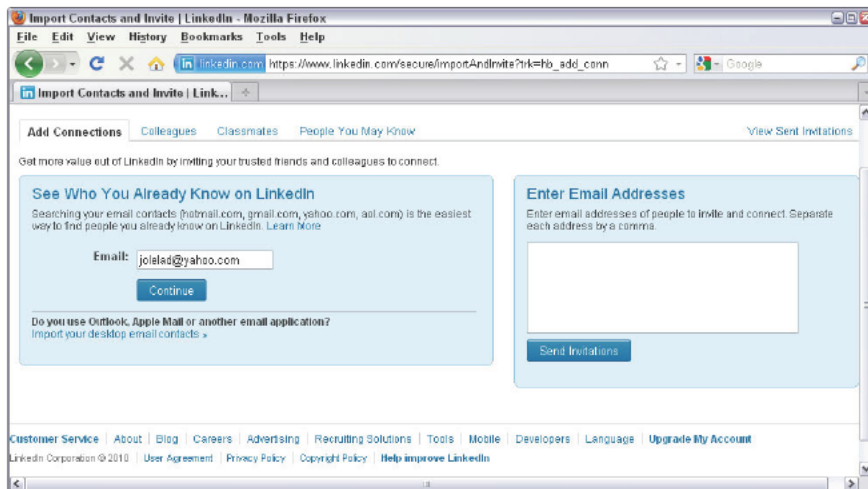 Import Contacts and Invite | LinkedIn - Mozilla Firefox
File Edit View History Bookmarks Tools Help
in linkedin.com https://www.linkedin.com/secure/importAndInvite?trk=hb_add_conn Google
in Import Contacts and Invite | Link...
Add Connections Colleagues Classmates People You May Know View Sent Invitations
Get more value out of LinkedIn by inviting your trusted friends and colleagues to connect.
See Who You Already Know on LinkedIn
Searching your email contacts (hotmail.com, gmail.com, yahoo.com, aol.com) is the easiest
way to find people you already know on LinkedIn. Learn More
Email: jolelad@yahoo.com
Continue
Do you use Outlook, Apple Mail or another email application?
Import your desktop email contacts »
Enter Email Addresses
Enter email addresses of people to invite and connect. Separate
each address by a comma.
Send Invitations
Customer Service | About | Blog | Careers | Advertising | Recruiting Solutions | Tools | Mobile | Developers | Language | Upgrade My Account
LinkedIn Corporation © 2010 | User Agreement | Privacy Policy | Copyright Policy | Help improve LinkedIn